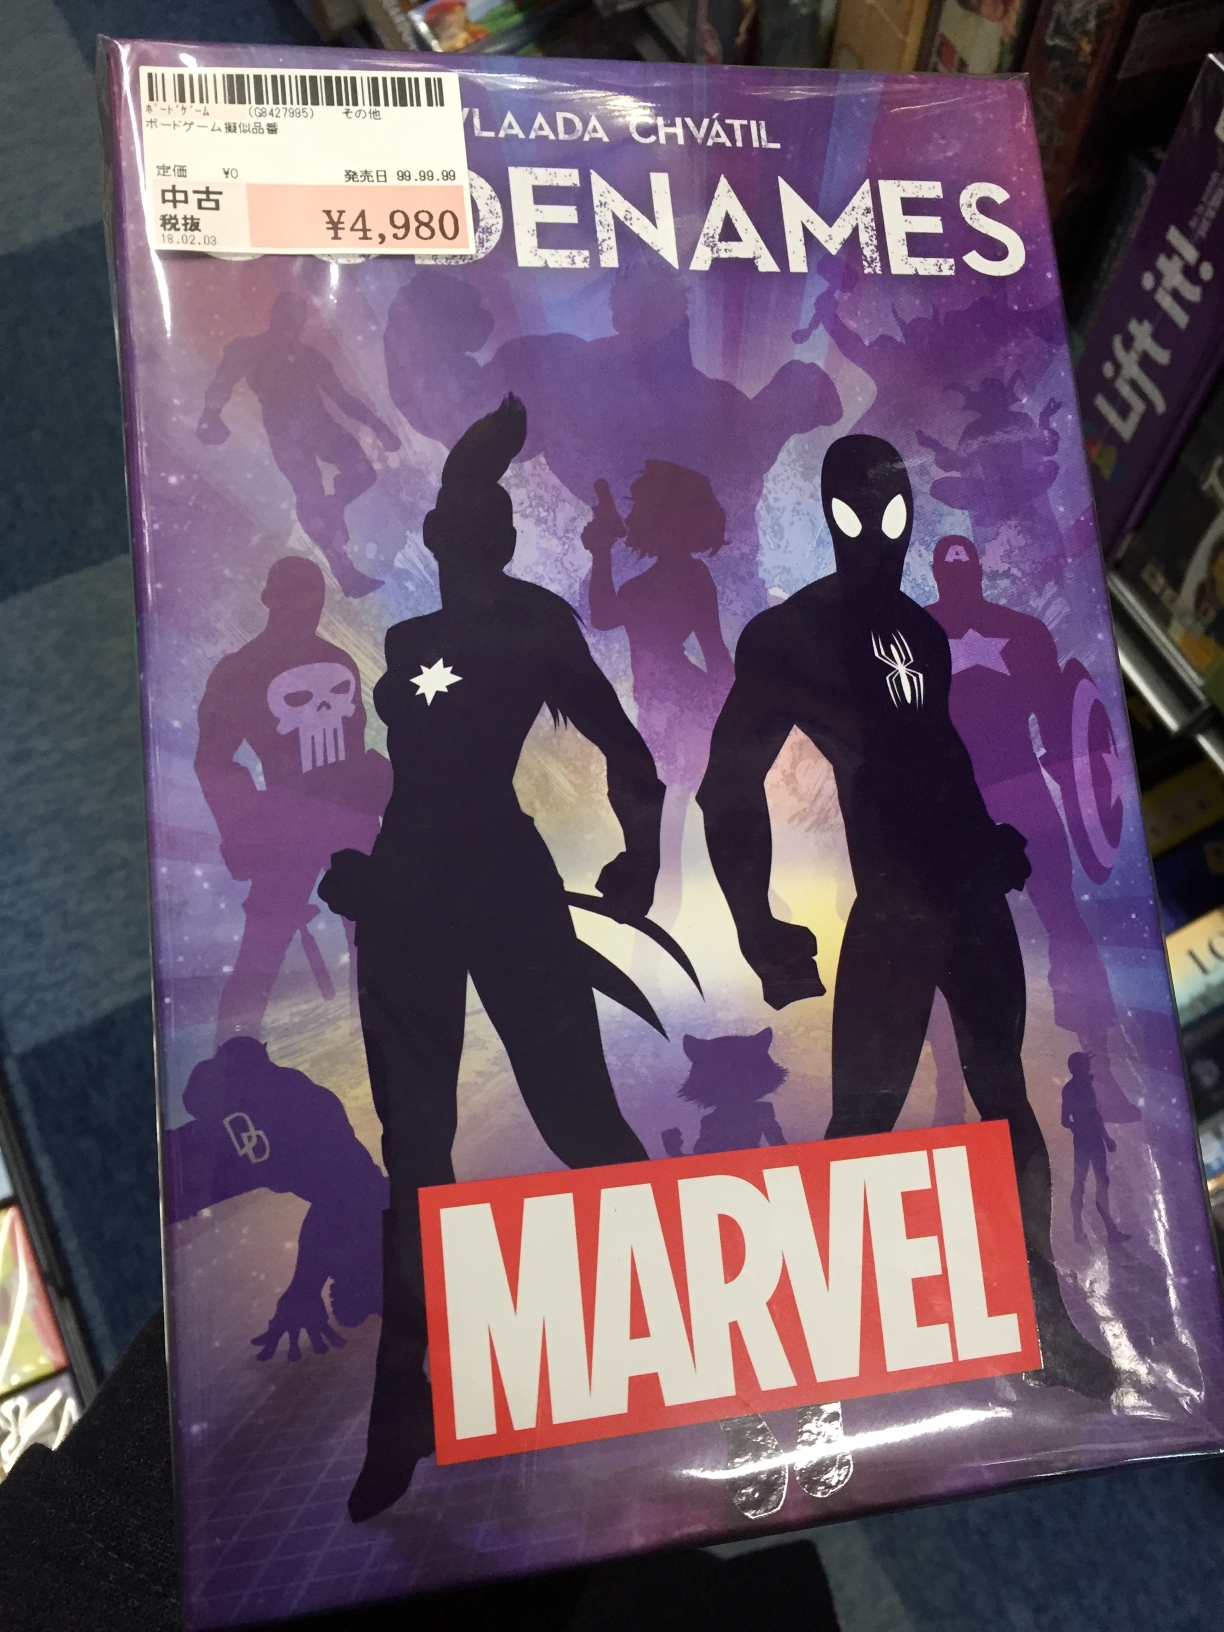 ボードゲーム (G8427995) その他
ボードゲーム擬似品番
定価 ¥0 発売日 99.99.99
中古
税抜 ¥4,980
18.02.03
VLAADA CHVÁTIL
CODENAMES
A
DD
MARVEL
Lift it!